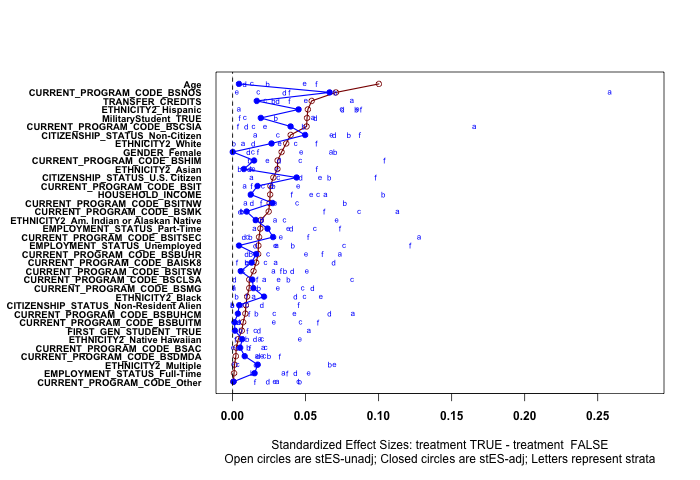 Age
CURRENT_PROGRAM_CODE_BSNOS
TRANSFER_CREDITS
ETHNICITY2_Hispanic
MilitaryStudent_TRUE
CURRENT_PROGRAM_CODE_BSCSIA
CITIZENSHIP_STATUS_Non-Citizen
ETHNICITY2_White
GENDER_Female
CURRENT_PROGRAM_CODE_BSHIM
ETHNICITY2_Asian
CITIZENSHIP_STATUS_U.S. Citizen
CURRENT_PROGRAM_CODE_BSIT
HOUSEHOLD_INCOME
CURRENT_PROGRAM_CODE_BSITNW
CURRENT_PROGRAM_CODE_BSMK
ETHNICITY2_Am. Indian or Alaskan Native
EMPLOYMENT_STATUS_Part-Time
CURRENT_PROGRAM_CODE_BSITSEC
EMPLOYMENT_STATUS_Unemployed
CURRENT_PROGRAM_CODE_BSBUHR
CURRENT_PROGRAM_CODE_BAISK8
CURRENT_PROGRAM_CODE_BSITSW
CURRENT_PROGRAM_CODE_BSCLSA
CURRENT_PROGRAM_CODE_BSMG
ETHNICITY2_Black
CITIZENSHIP_STATUS_Non-Resident Alien
CURRENT_PROGRAM_CODE_BSBUHCM
CURRENT_PROGRAM_CODE_BSBUITM
FIRST_GEN_STUDENT_TRUE
ETHNICITY2_Native Hawaiian
CURRENT_PROGRAM_CODE_BSAC
CURRENT_PROGRAM_CODE_BSDMDA
ETHNICITY2_Multiple
EMPLOYMENT_STATUS_Full-Time
CURRENT_PROGRAM_CODE_Other
0.00 0.05 0.10 0.15 0.20 0.25
Standardized Effect Sizes: treatment TRUE - treatment FALSE
Open circles are stES-unadj; Closed circles are stES-adj; Letters represent strata